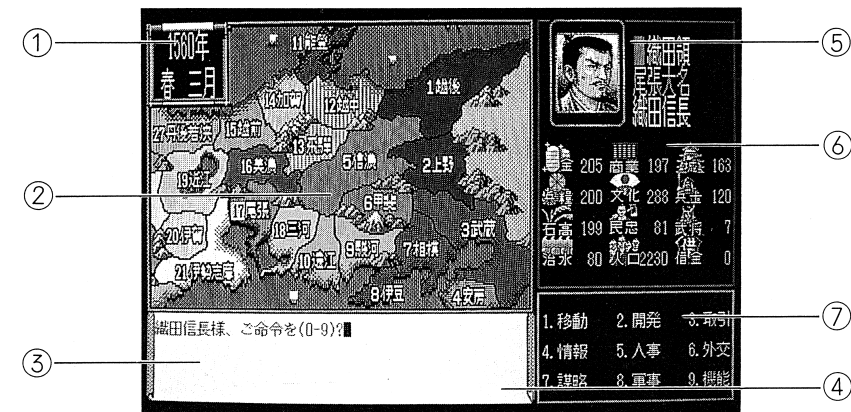 ①
1560年
春 三月
②
③
④
⑤
⑥
⑦
11能登
1越後
14加賀
12越中
27丹後若狭
15越前
13飛騨
5信濃
2上野
19近江
16美濃
6甲斐
17尾張
18三河
9駿河
7相模
3武蔵
20伊賀
10遠江
21伊勢志摩
8伊豆
4安房
織田信長様、ご命令を(0-9)?
織田領
尾張大名
織田信長
金 205 商業 197 163
200 文化 288 兵 120
石高 199 民忠 81 武将 7
治水 80 人口2230 借金 0
1.移動 2.開発 3.取引
4.情報 5.人事 6.外交
7.謀略 8.軍事 9.機能